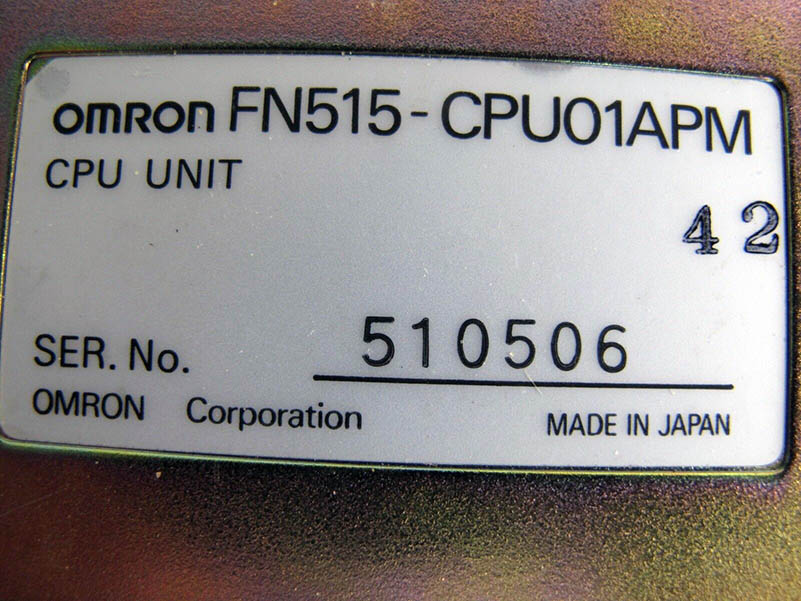 omron FN515-CPU01APM
CPU UNIT
42
SER. No. 510506
OMRON Corporation MADE IN JAPAN